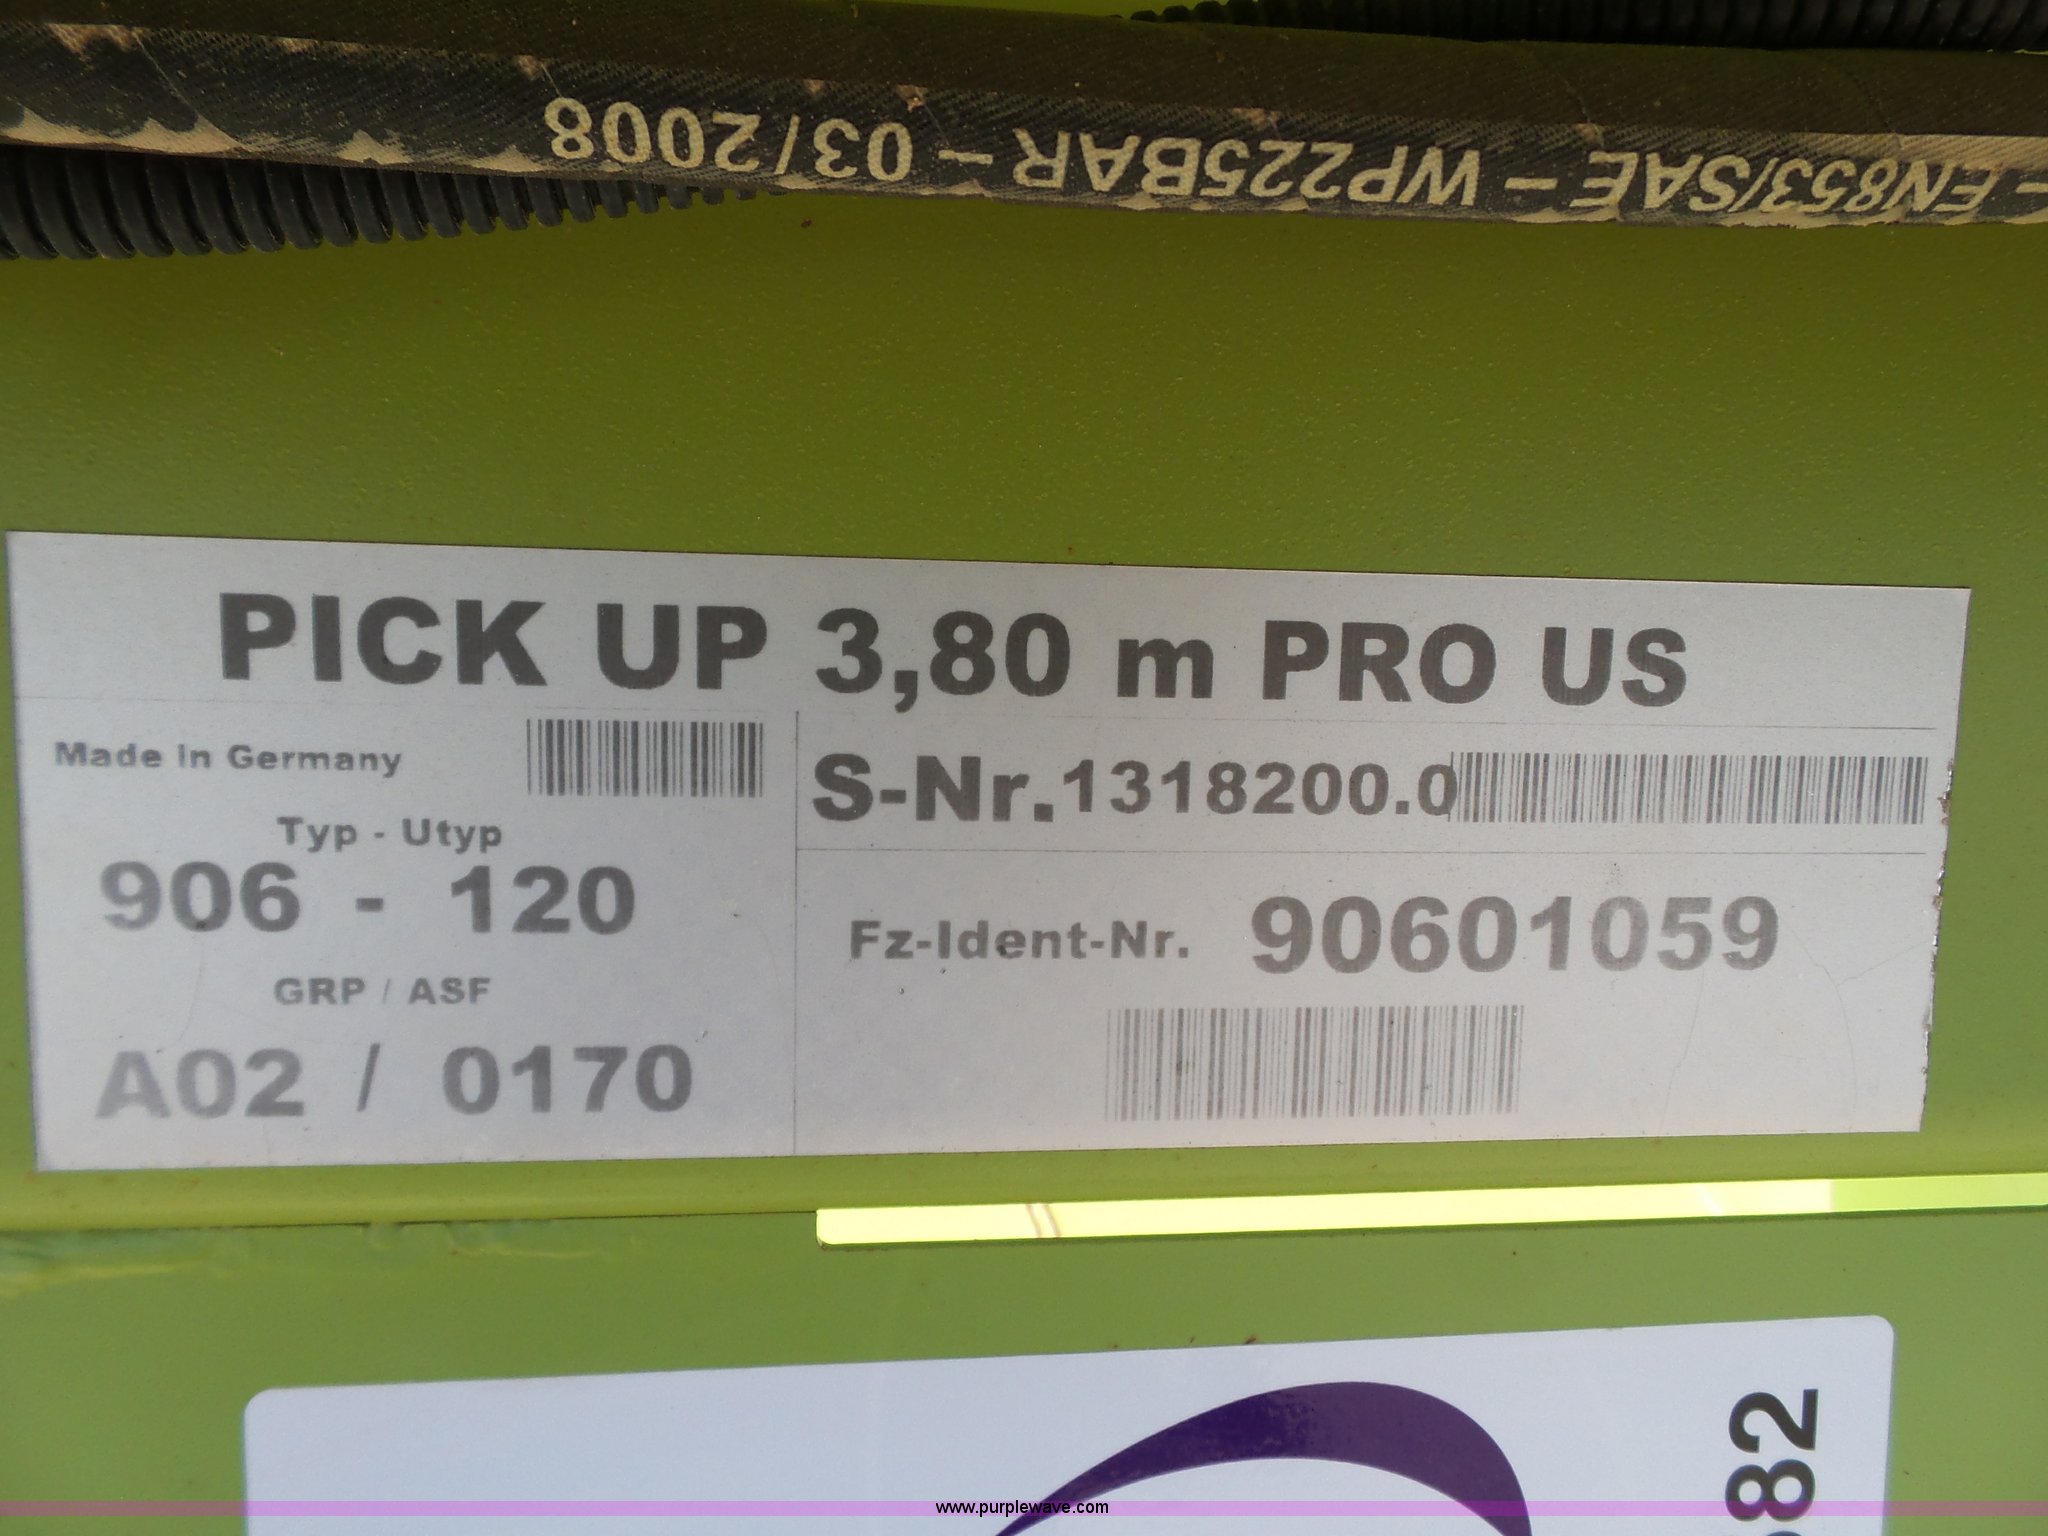 - EN853/SAE - WP225BAR - 03/2008
PICK UP 3,80 m PRO US
Made in Germany
Typ - Utyp
906 - 120
GRP / ASF
A02 / 0170
S-Nr.1318200.0
Fz-Ident-Nr. 90601059
82
www.purplewave.com